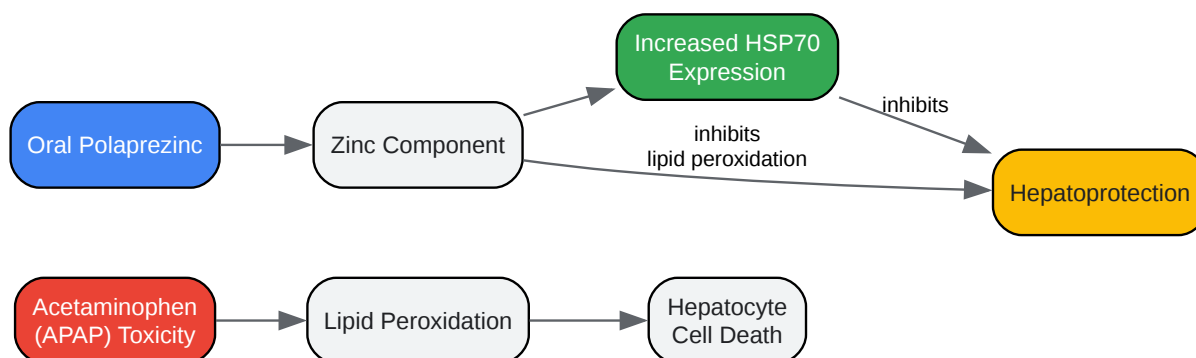 Increased HSP70
Expression
Oral Polaprezinc
Zinc Component
inhibits
inhibits
lipid peroxidation
Hepatoprotection
Acetaminophen
(APAP) Toxicity
Lipid Peroxidation
Hepatocyte
Cell Death